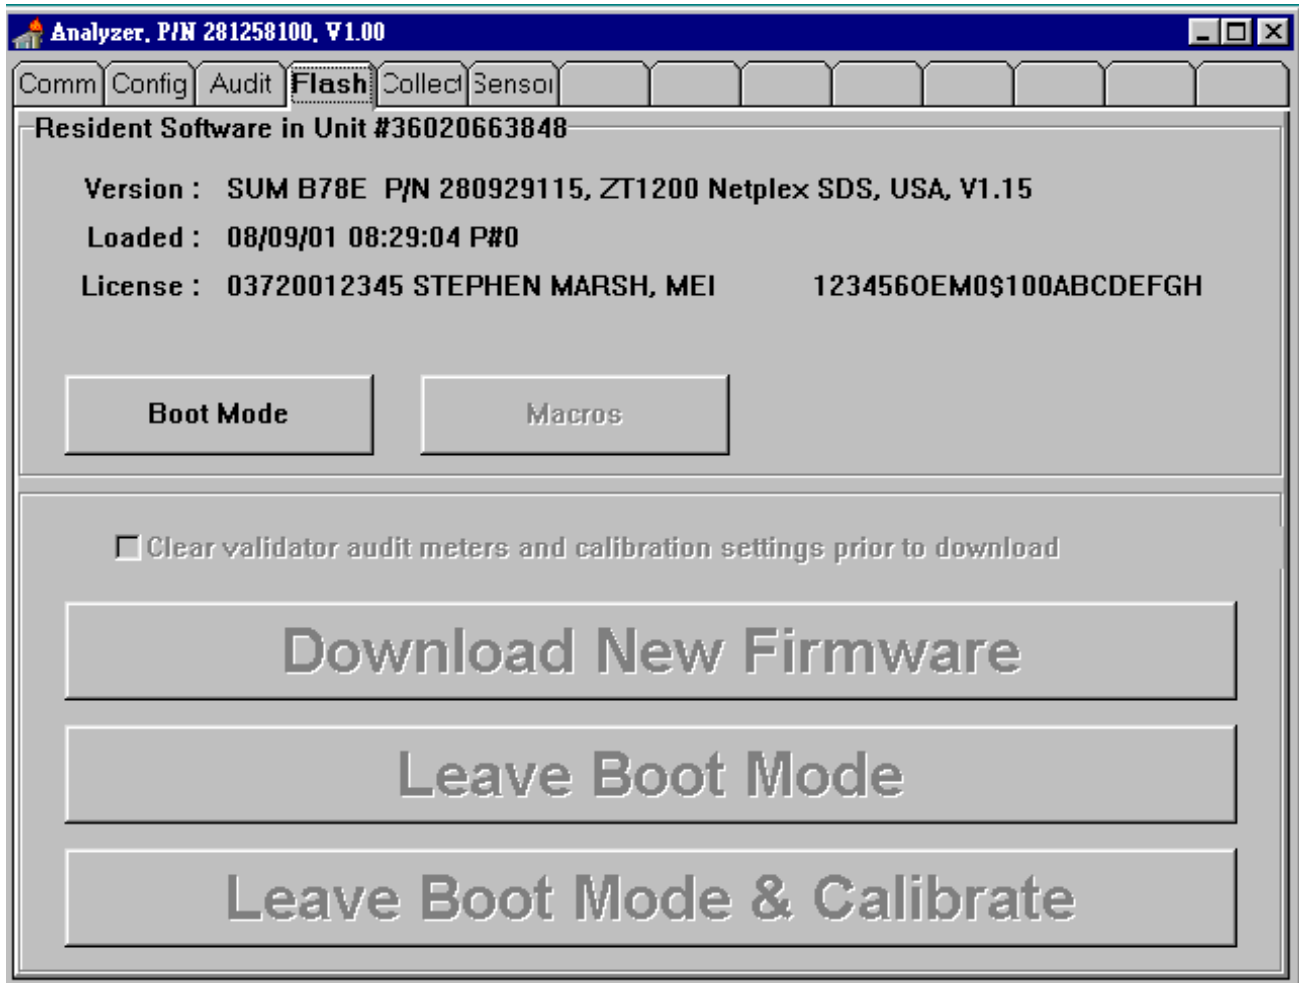 Analyzer, P/N 281258100, V1.00
Comm Config Audit Flash Collect Sensor
Resident Software in Unit #36020663848
Version : SUM B78E P/N 280929115, ZT1200 Netplex SDS, USA, V1.15
Loaded : 08/09/01 08:29:04 P#0
License : 03720012345 STEPHEN MARSH, MEI 123456OEM0$100ABCDEFGH
Boot Mode Macros
Clear validator audit meters and calibration settings prior to download
Download New Firmware
Leave Boot Mode
Leave Boot Mode & Calibrate